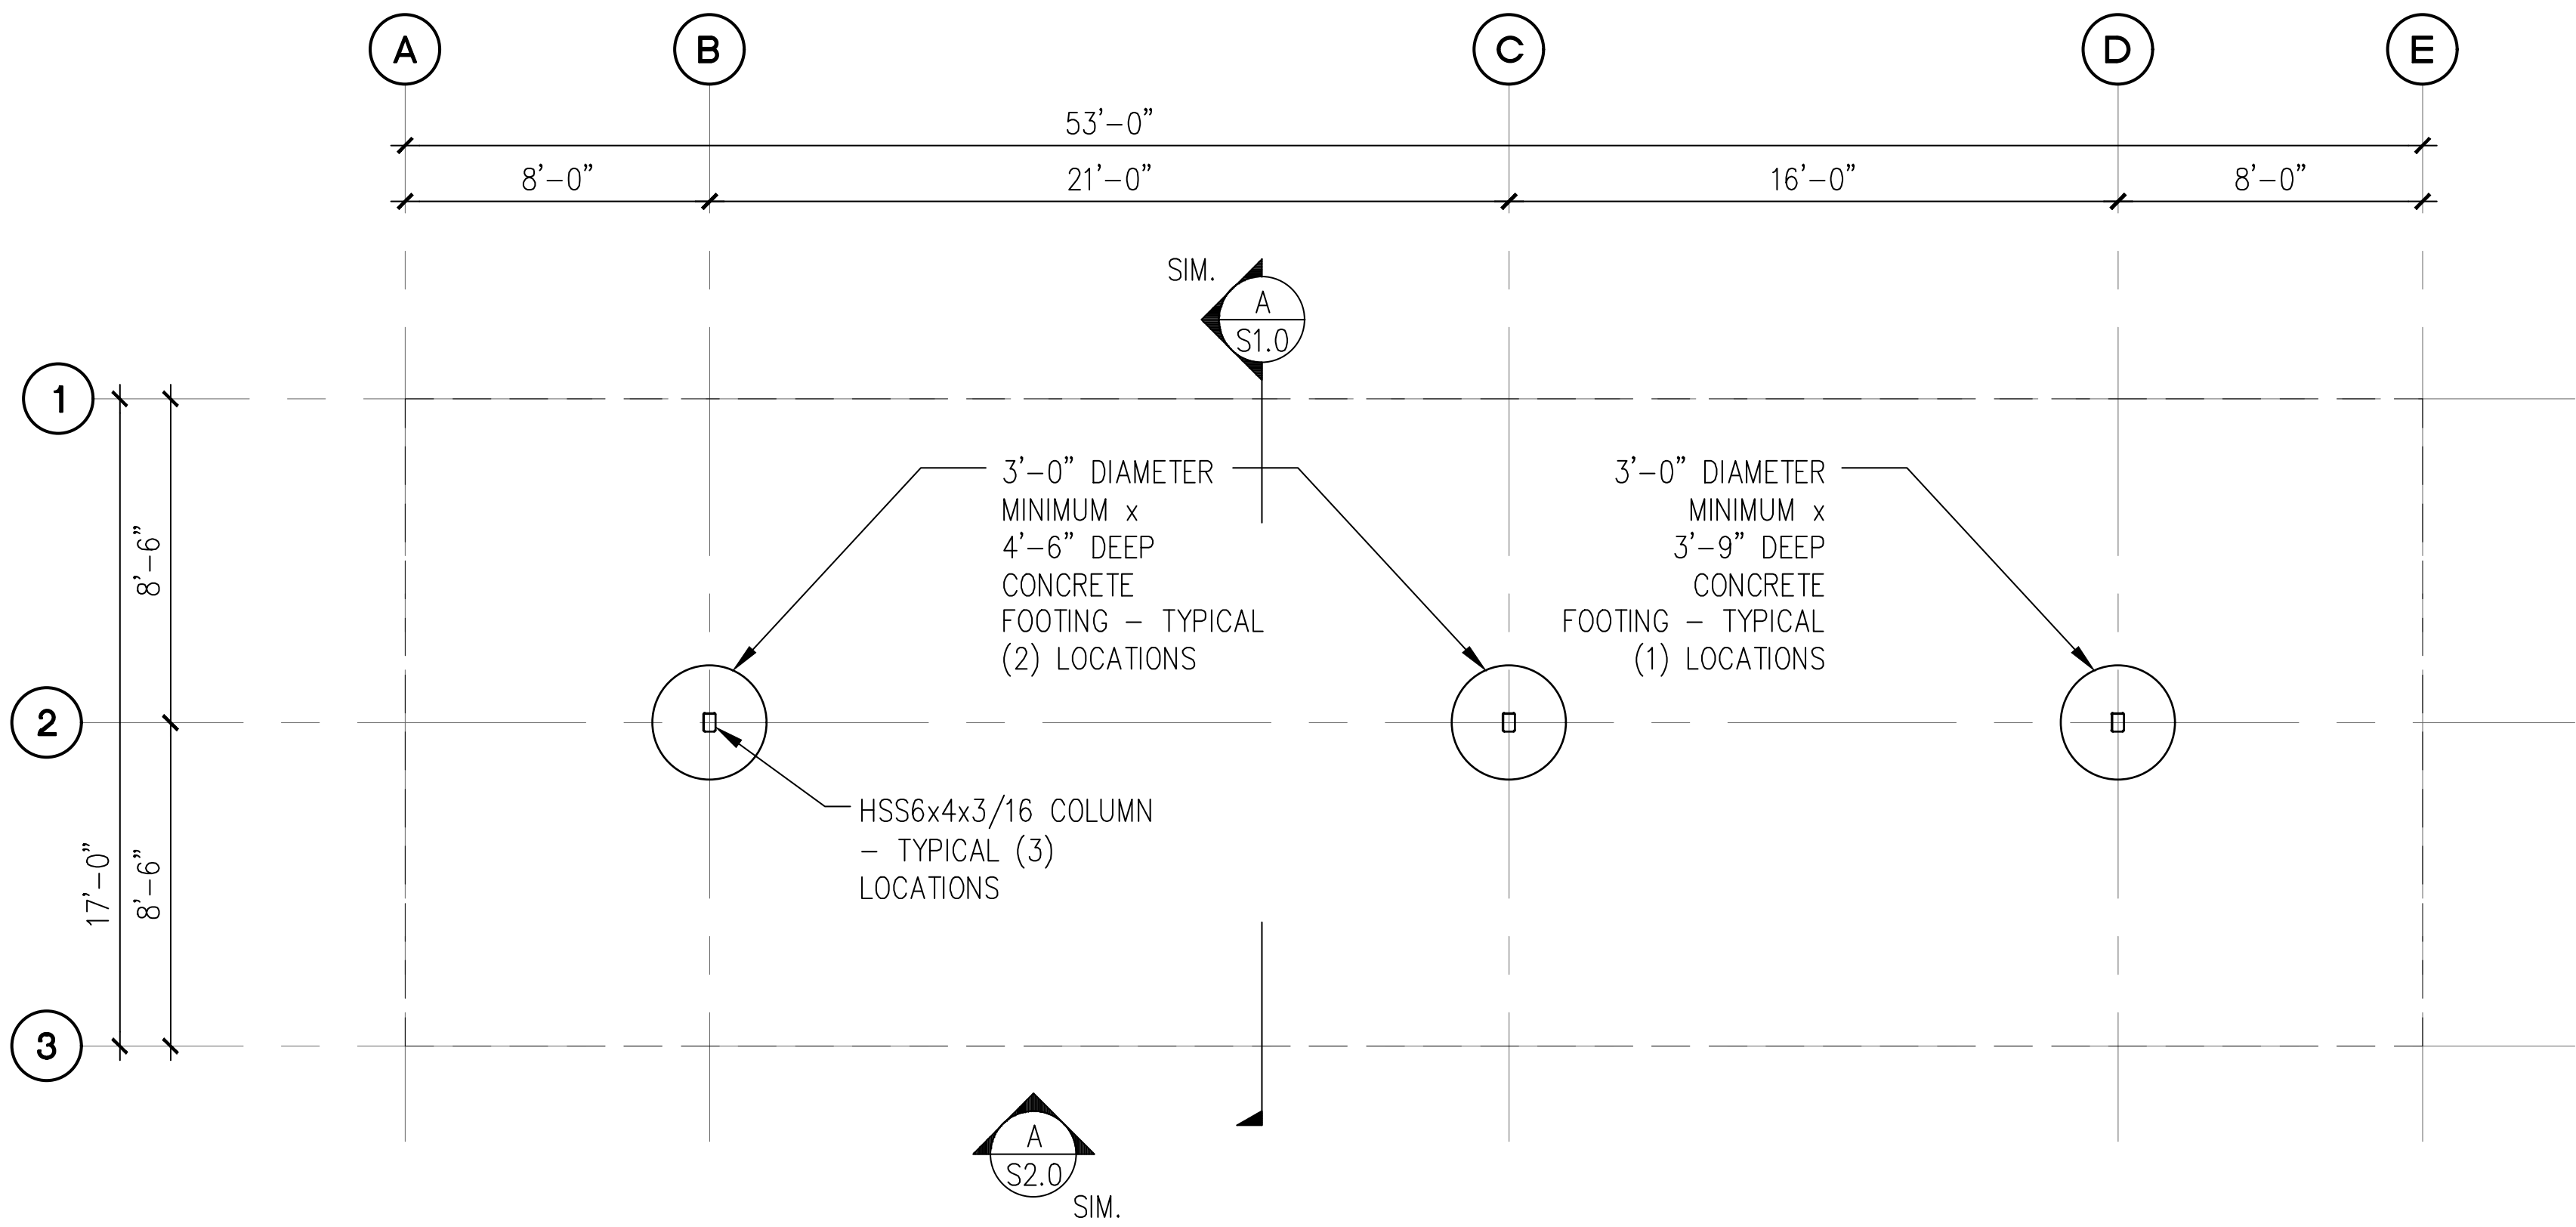 A B C D E
53'-0"
8'-0" 21'-0" 16'-0" 8'-0"
SIM.
A
S1.0
1
3'-0" DIAMETER
MINIMUM x
4'-6" DEEP
CONCRETE
FOOTING - TYPICAL
(2) LOCATIONS
3'-0" DIAMETER
MINIMUM x
3'-9" DEEP
CONCRETE
FOOTING - TYPICAL
(1) LOCATIONS
8'-6"
2
HSS6x4x3/16 COLUMN
- TYPICAL (3)
LOCATIONS
17'-0"
8'-6"
3
A
S2.0
SIM.